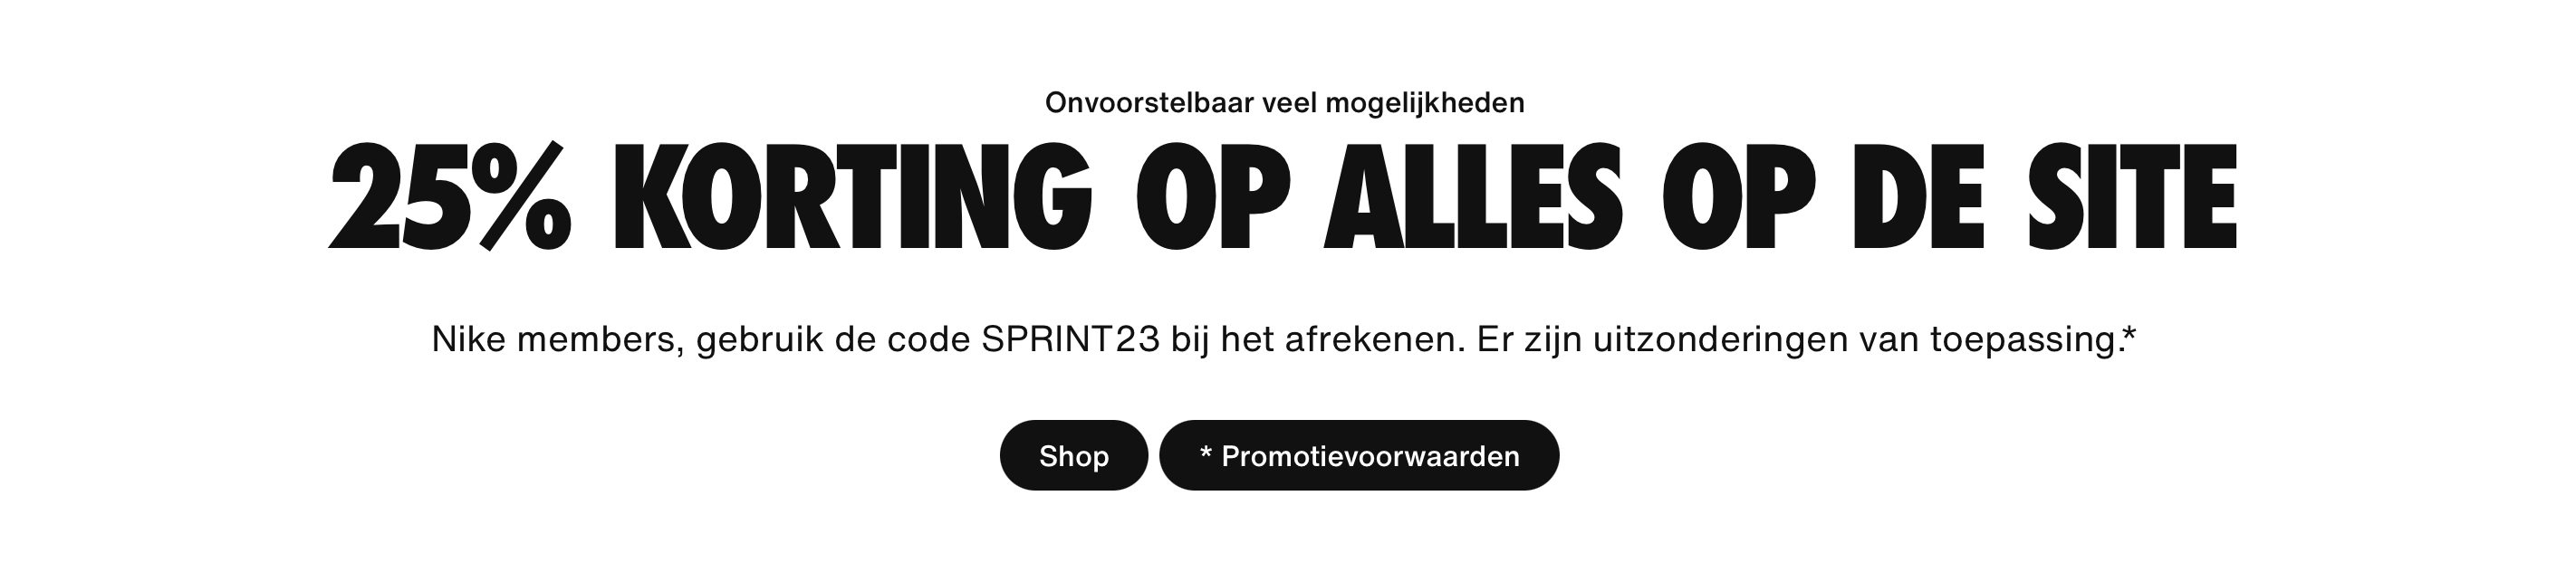 Onvoorstelbaar veel mogelijkheden
25% KORTING OP ALLES OP DE SITE
Nike members, gebruik de code SPRINT23 bij het afrekenen. Er zijn uitzonderingen van toepassing.*
Shop
* Promotievoorwaarden